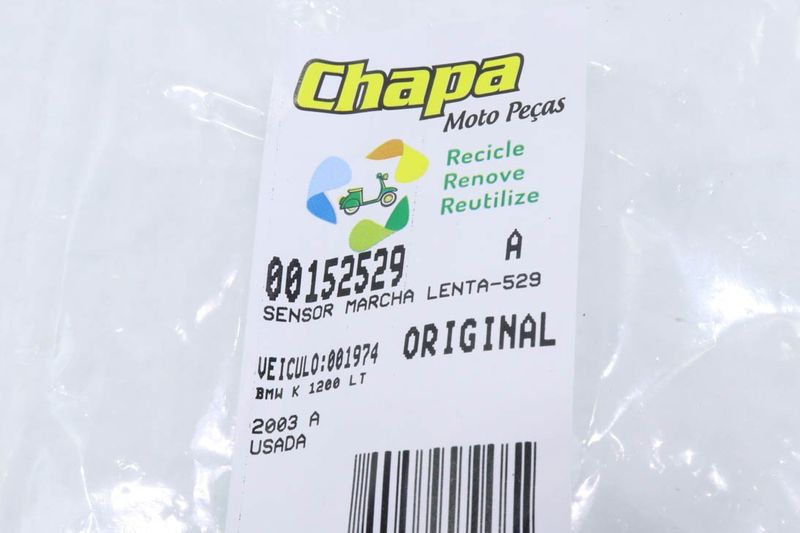 Chapa
Moto Peças
Recicle
Renove
Reutilize
00152529 A
SENSOR MARCHA LENTA-529
VEICULO:001974 ORIGINAL
BMW K 1200 LT
2003 A
USADA